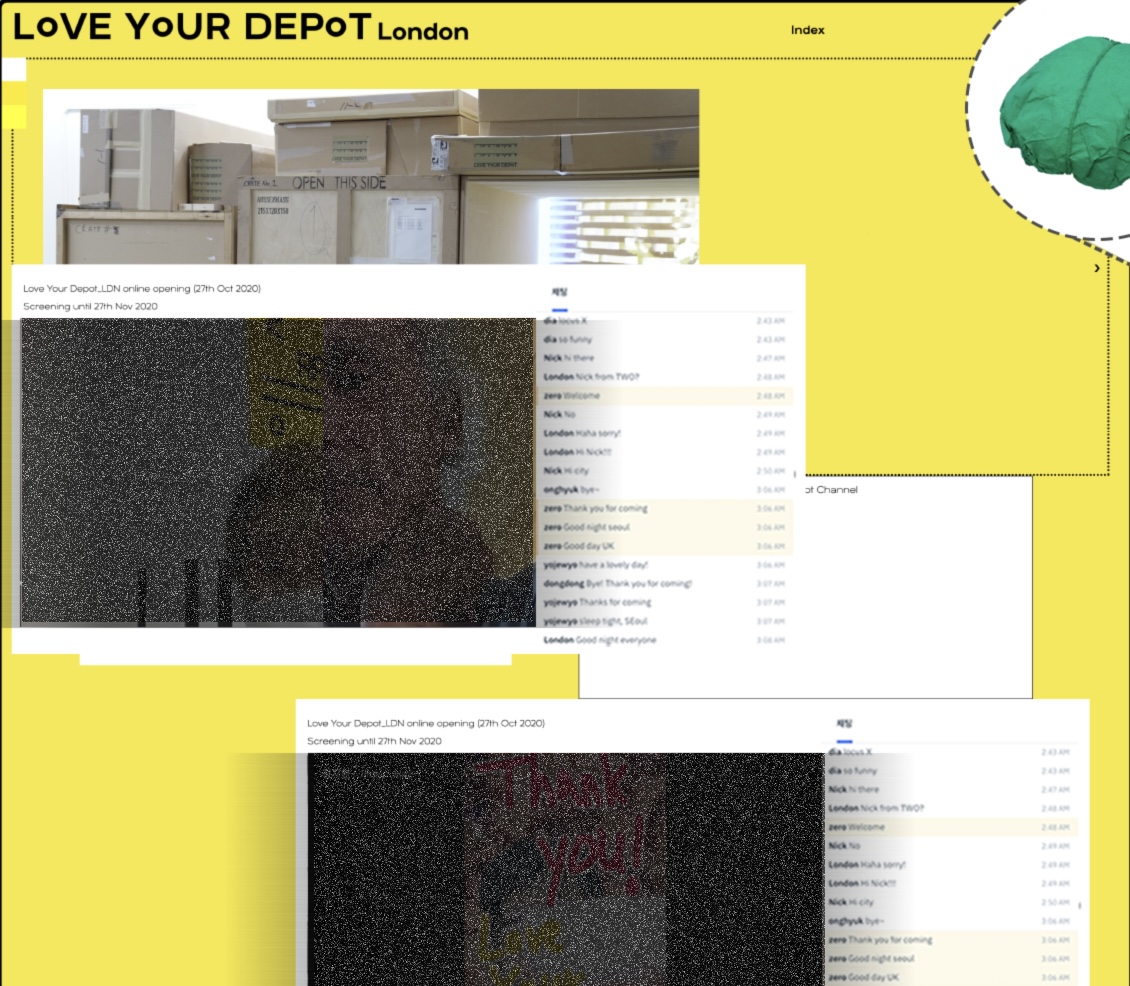 LoVE YoUR DEPoT London
Index
OPEN THIS SIDE
›
Love Your Depot_LDN online opening (27th Oct 2020)
Screening until 27th Nov 2020
채팅
dia locus X 2:43 AM
dia so funny 2:43 AM
Nick hi there 2:47 AM
London Nick from TWO? 2:48 AM
zero Welcome 2:48 AM
Nick No 2:49 AM
London Haha sorry! 2:49 AM
London Hi Nick!!! 2:49 AM
Nick Hi city 2:50 AM
onghyuk bye~ 3:06 AM
zero Thank you for coming 3:06 AM
zero Good night seoul 3:06 AM
zero Good day UK 3:06 AM
yojewyo have a lovely day! 3:06 AM
dongdong Bye! Thank you for coming! 3:07 AM
yojewyo Thanks for coming 3:07 AM
yojewyo sleep tight, SEoul 3:07 AM
London Good night everyone 3:08 AM
ot Channel
Love Your Depot_LDN online opening (27th Oct 2020)
Screening until 27th Nov 2020
Thank
you!
Love
채팅
dia locus X 2:43 AM
dia so funny 2:43 AM
Nick hi there 2:47 AM
London Nick from TWO? 2:48 AM
zero Welcome 2:48 AM
Nick No 2:49 AM
London Haha sorry! 2:49 AM
London Hi Nick!!! 2:49 AM
Nick Hi city 2:50 AM
onghyuk bye~ 3:06 AM
zero Thank you for coming 3:06 AM
zero Good night seoul 3:06 AM
zero Good day UK 3:06 AM